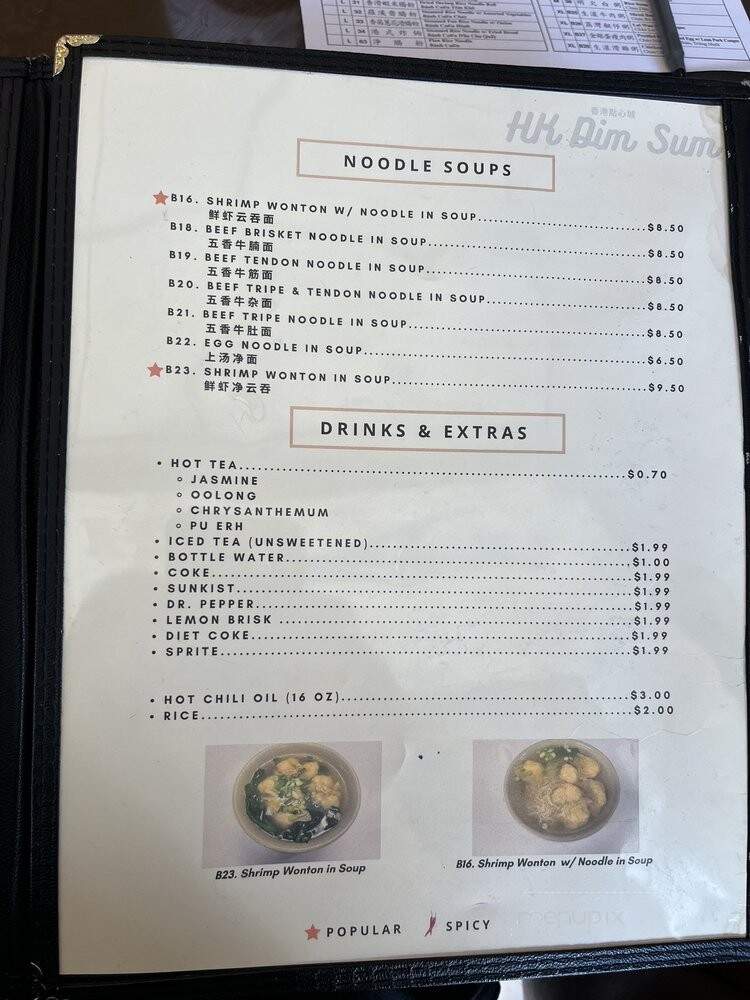 香港點心城
HK Dim Sum
NOODLE SOUPS
B16. SHRIMP WONTON W/ NOODLE IN SOUP........................$8.50
鲜虾云吞面
B18. BEEF BRISKET NOODLE IN SOUP........................$8.50
五香牛腩面
B19. BEEF TENDON NOODLE IN SOUP........................$8.50
五香牛筋面
B20. BEEF TRIPE & TENDON NOODLE IN SOUP........................$8.50
五香牛杂面
B21. BEEF TRIPE NOODLE IN SOUP........................$8.50
五香牛肚面
B22. EGG NOODLE IN SOUP........................$6.50
上汤净面
B23. SHRIMP WONTON IN SOUP........................$9.50
鲜虾净云吞
DRINKS & EXTRAS
• HOT TEA........................$0.70
◦ JASMINE
◦ OOLONG
◦ CHRYSANTHEMUM
◦ PU ERH
• ICED TEA (UNSWEETENED)........................$1.99
• BOTTLE WATER........................$1.00
• COKE........................$1.99
• SUNKIST........................$1.99
• DR. PEPPER........................$1.99
• LEMON BRISK ........................$1.99
• DIET COKE........................$1.99
• SPRITE........................$1.99
• HOT CHILI OIL (16 OZ)........................$3.00
• RICE........................$2.00
B23. Shrimp Wonton in Soup
B16. Shrimp Wonton w/ Noodle in Soup
POPULAR SPICY
menupix